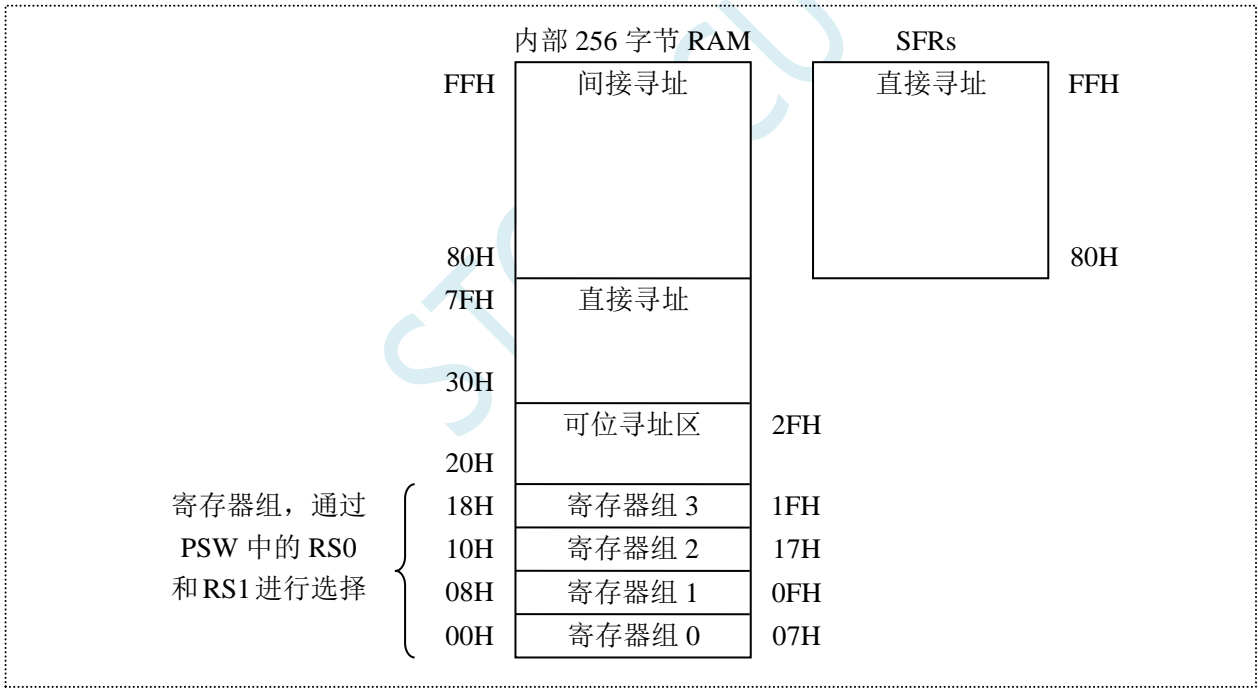 内部 256 字节 RAM SFRs
FFH 间接寻址 直接寻址 FFH
80H 80H
7FH 直接寻址
30H
可位寻址区 2FH
20H
寄存器组，通过 18H 寄存器组 3 1FH
PSW 中的 RS0 10H 寄存器组 2 17H
和 RS1 进行选择 08H 寄存器组 1 0FH
00H 寄存器组 0 07H